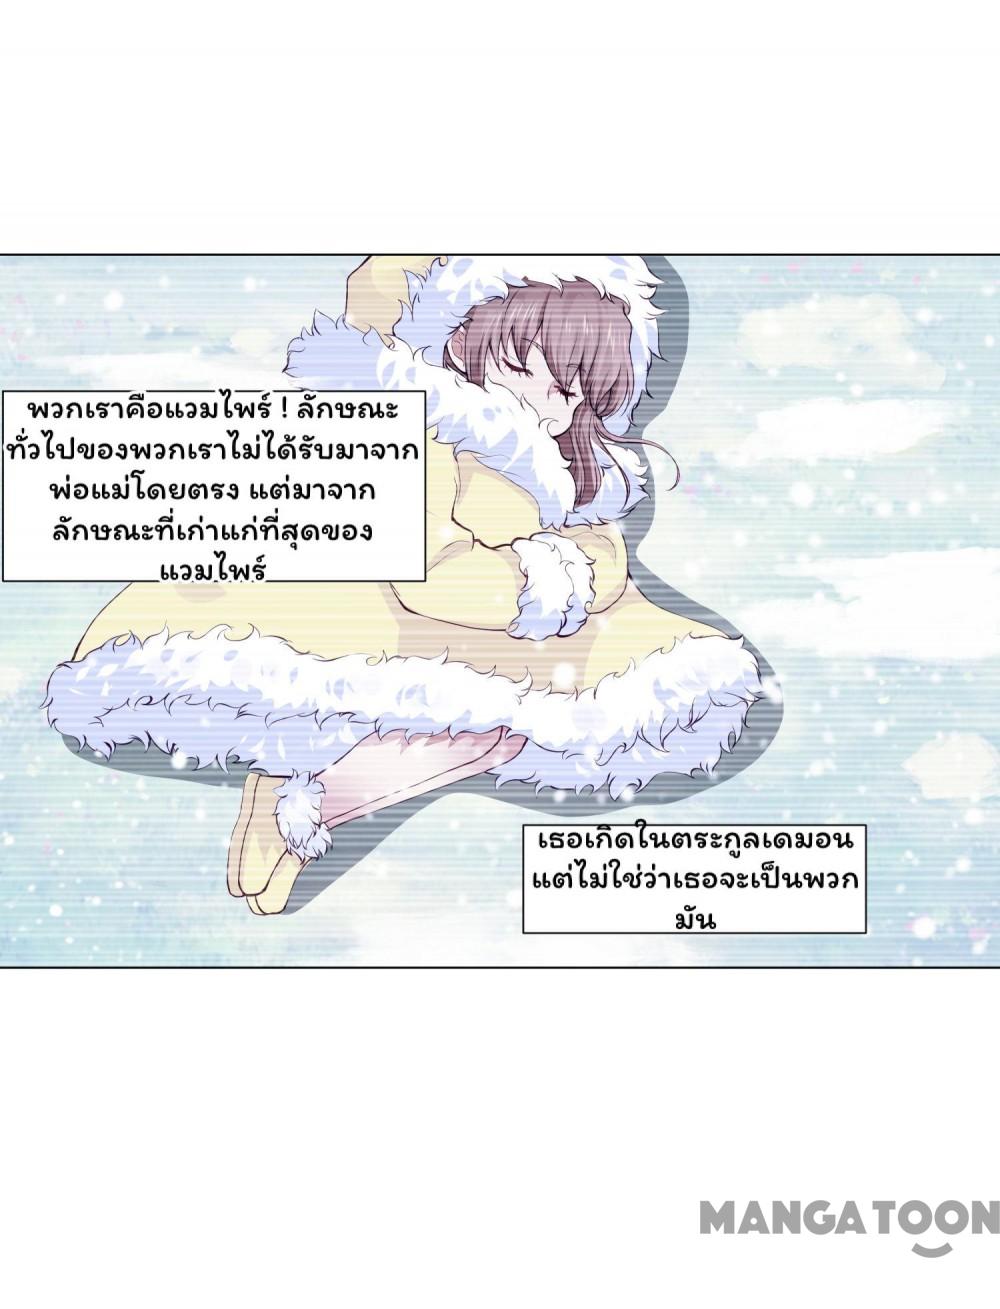 พวกเราคือแวมไพร์ ! ลักษณะ
ทั่วไปของพวกเราไม่ได้รับมาจาก
พ่อแม่โดยตรง แต่มาจาก
ลักษณะที่เก่าแก่ที่สุดของ
แวมไพร์
เธอเกิดในตระกูลเดมอน
แต่ไม่ใช่ว่าเธอจะเป็นพวก
มัน
MANGATOON